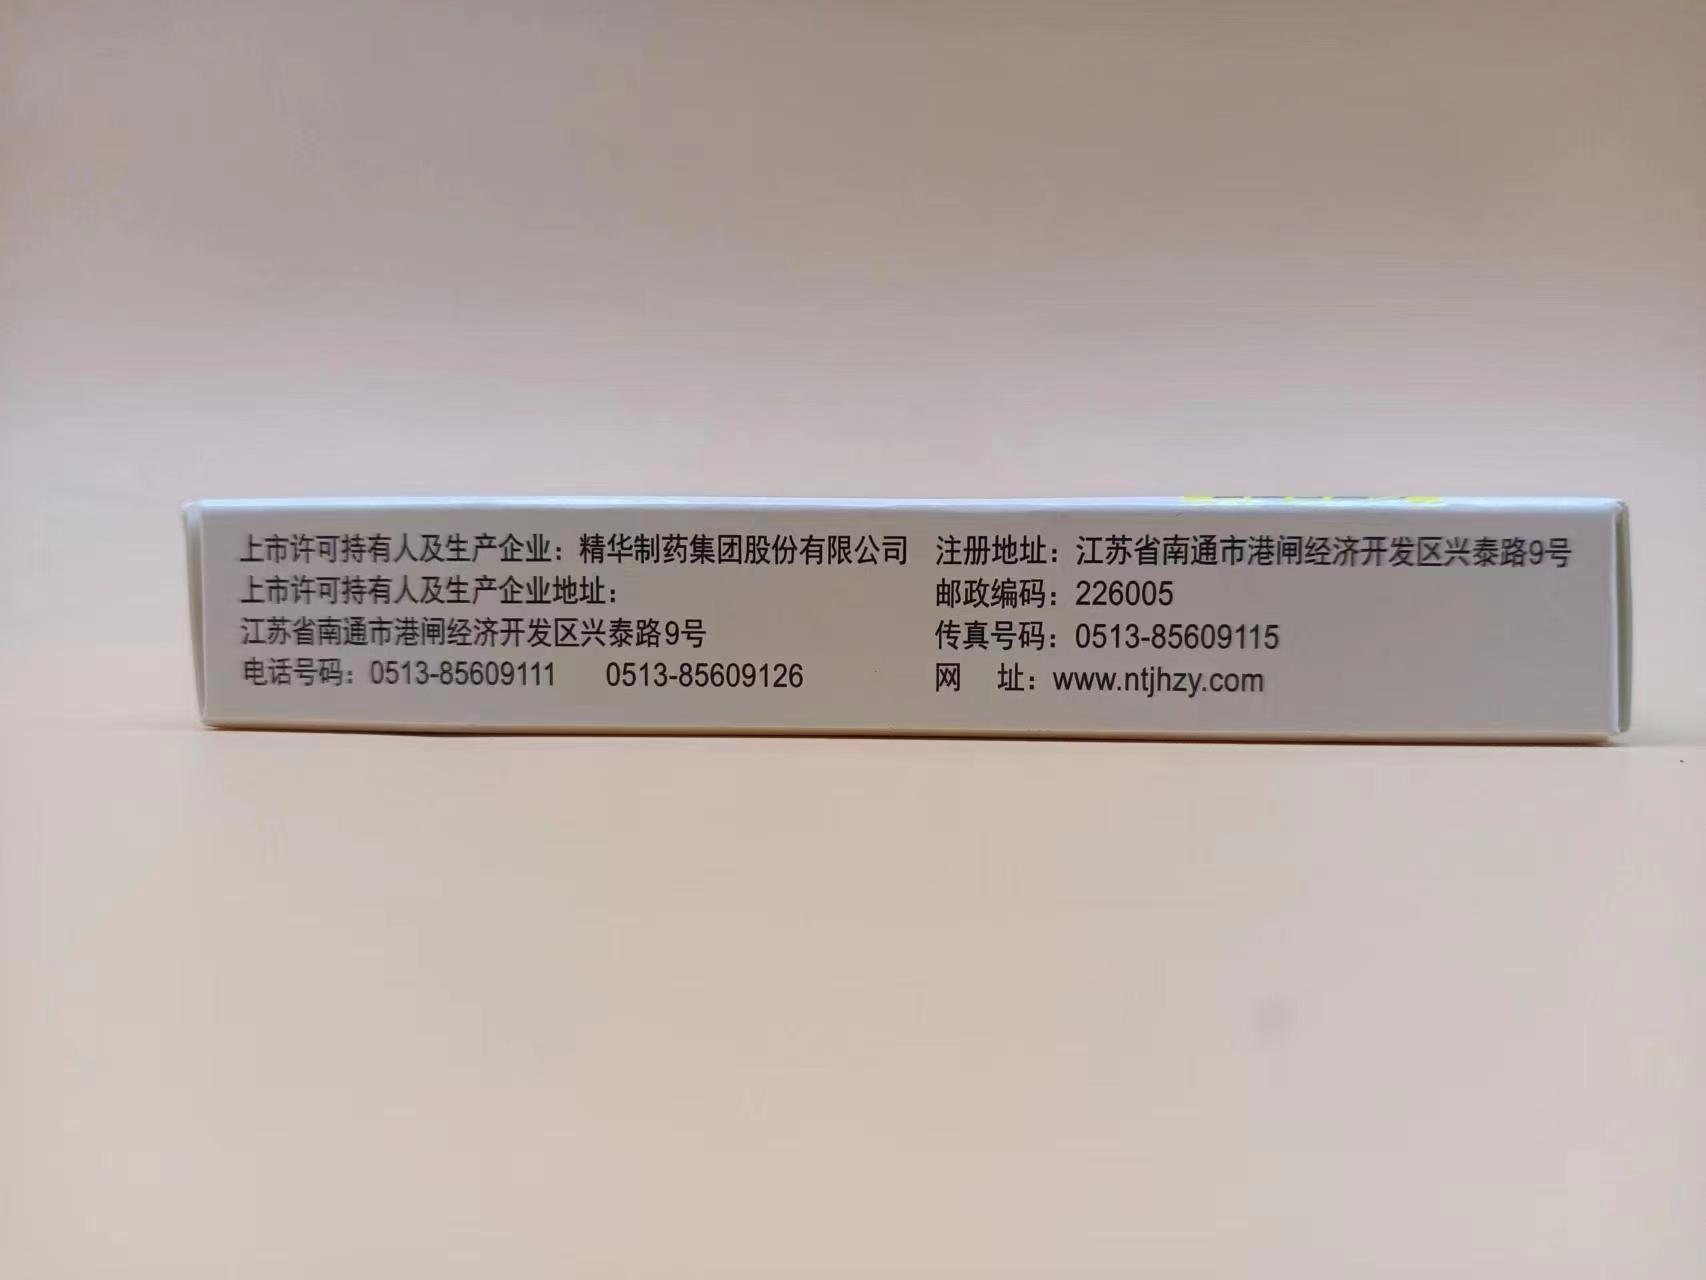 上市许可持有人及生产企业：精华制药集团股份有限公司
上市许可持有人及生产企业地址：
江苏省南通市港闸经济开发区兴泰路9号
电话号码：0513-85609111 0513-85609126
注册地址：江苏省南通市港闸经济开发区兴泰路9号
邮政编码：226005
传真号码：0513-85609115
网 址：www.ntjhzy.com